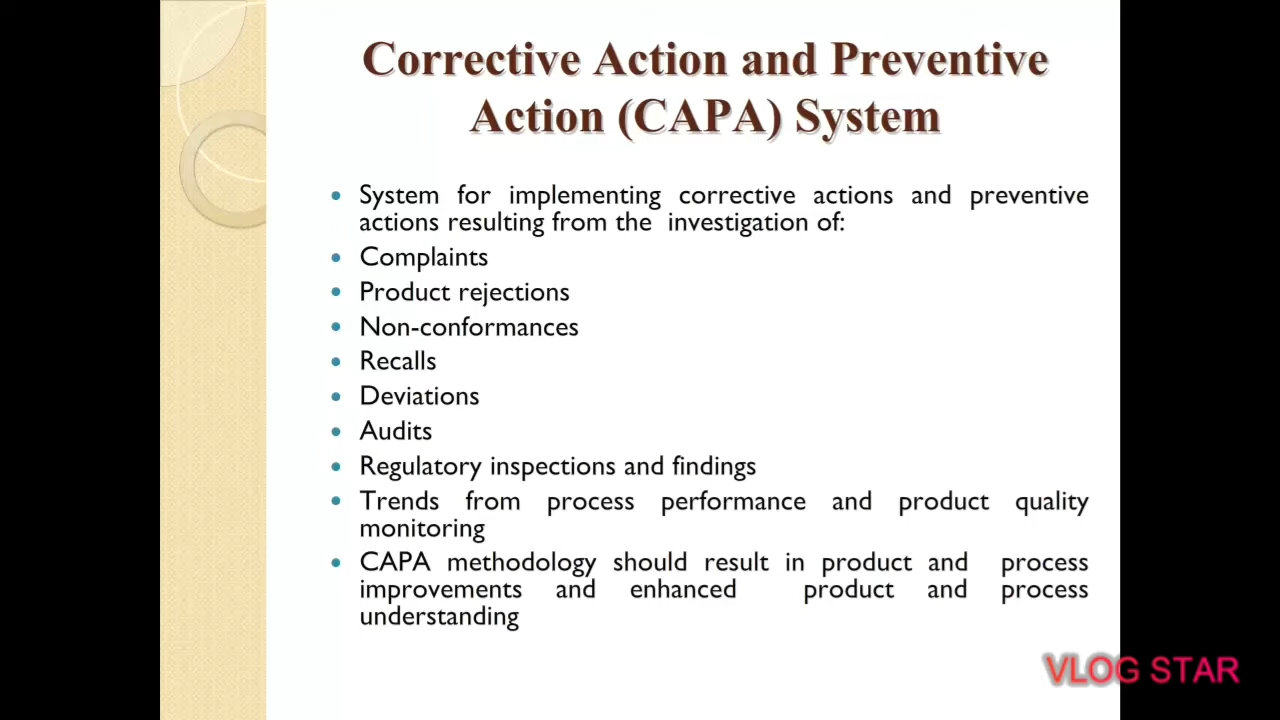 Corrective Action and Preventive
Action (CAPA) System
• System for implementing corrective actions and preventive
actions resulting from the investigation of:
• Complaints
• Product rejections
• Non-conformances
• Recalls
• Deviations
• Audits
• Regulatory inspections and findings
• Trends from process performance and product quality
monitoring
• CAPA methodology should result in product and process
improvements and enhanced product and process
understanding
VLOG STAR